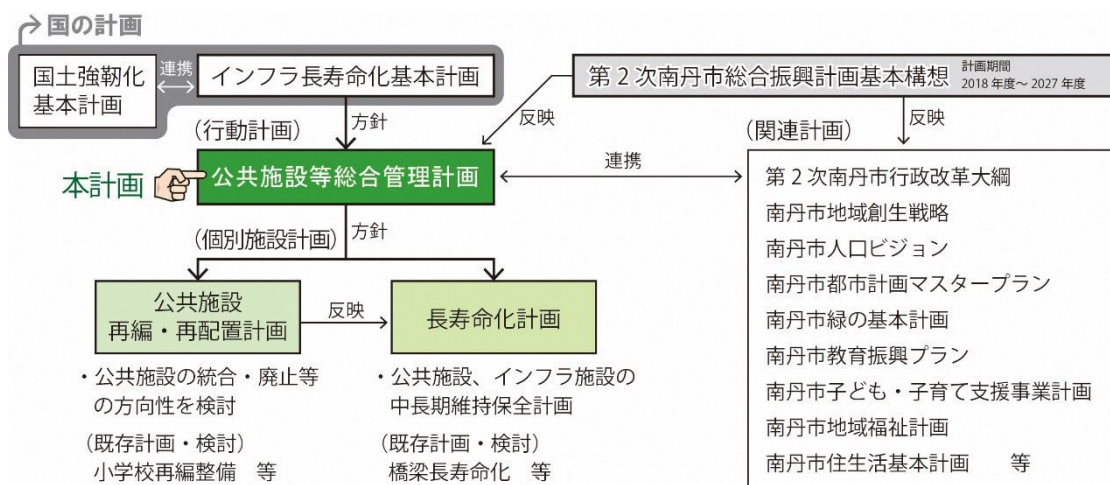 国の計画
国土強靭化
基本計画
連携
インフラ長寿命化基本計画
第2次南丹市総合振興計画基本構想
計画期間
2018年度～2027年度
（行動計画）
方針
反映
（関連計画）
反映
本計画
公共施設等総合管理計画
連携
（個別施設計画）
方針
公共施設
再編・再配置計画
反映
長寿命化計画
・公共施設の統合・廃止等
の方向性を検討
（既存計画・検討）
小学校再編整備　等
・公共施設、インフラ施設の
中長期維持保全計画
（既存計画・検討）
橋梁長寿命化　等
第2次南丹市行政改革大綱
南丹市地域創生戦略
南丹市人口ビジョン
南丹市都市計画マスタープラン
南丹市緑の基本計画
南丹市教育振興プラン
南丹市子ども・子育て支援事業計画
南丹市地域福祉計画
南丹市住生活基本計画　等